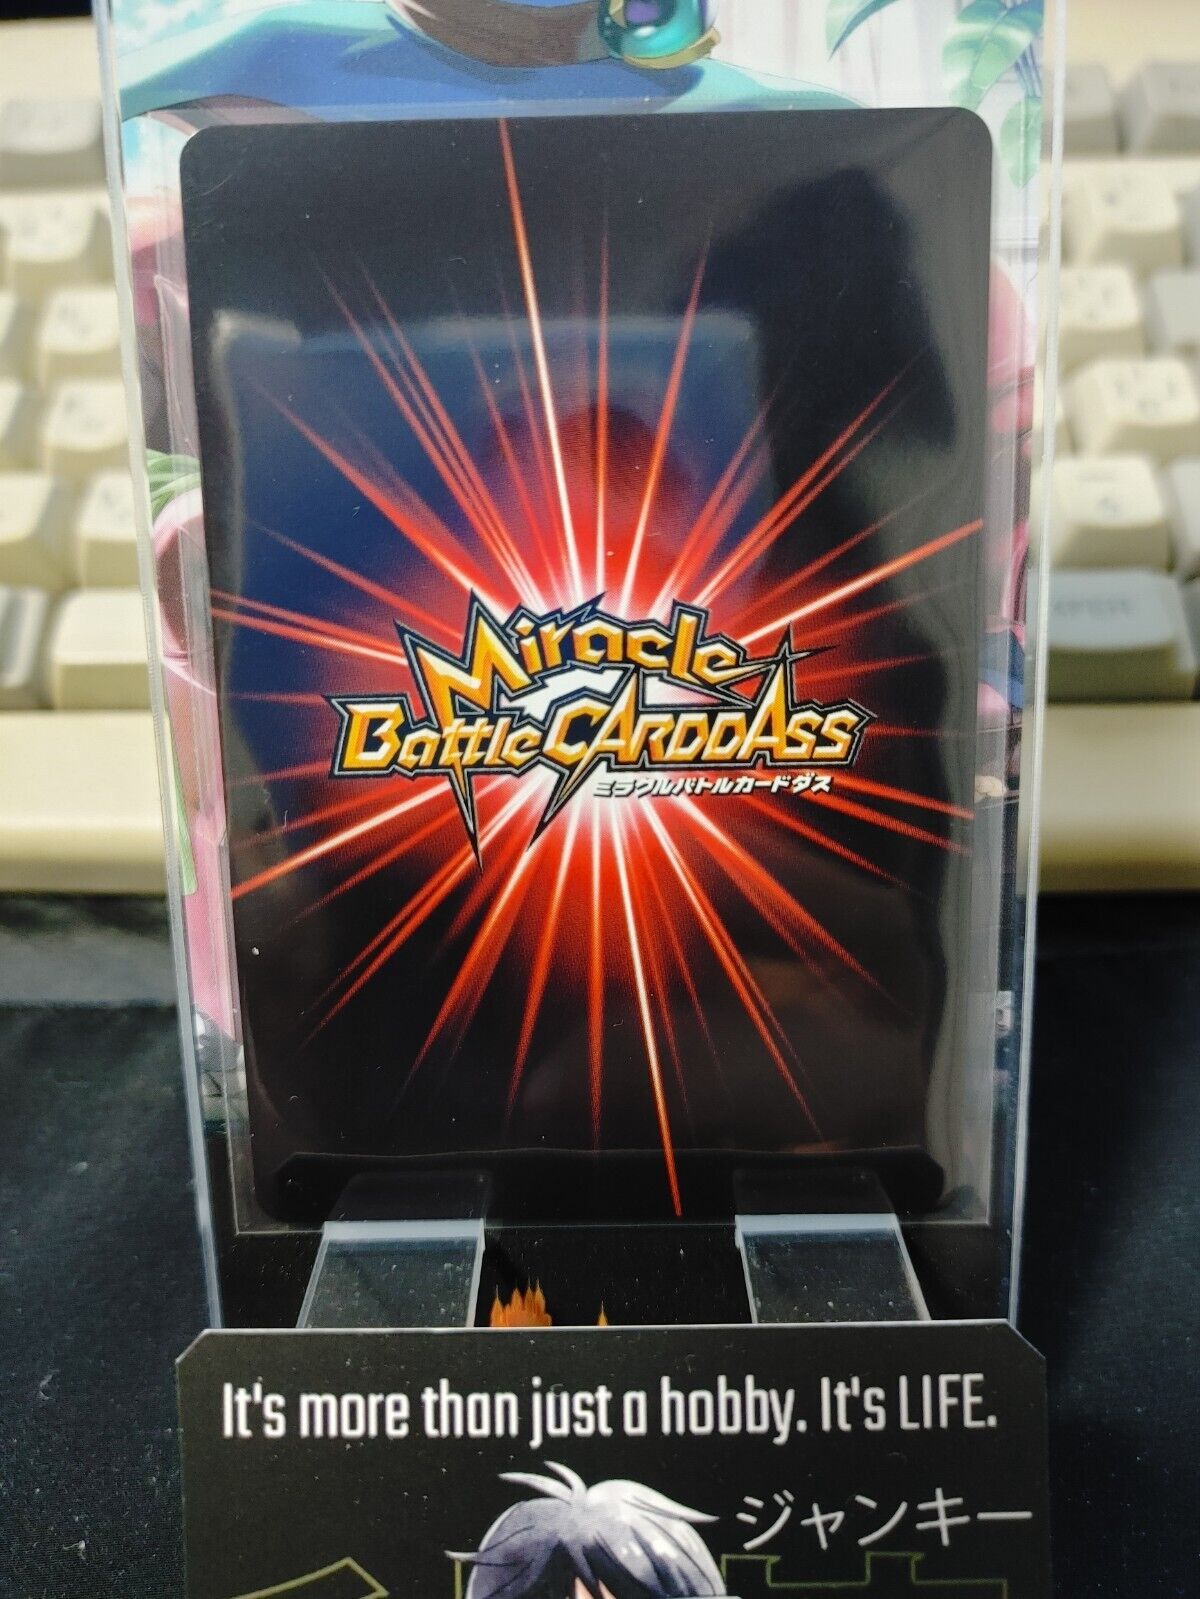 Miracle
Battle CARDDASS
ミラクルバトルカードダス
It's more than just a hobby. It's LIFE.
ジャンキー